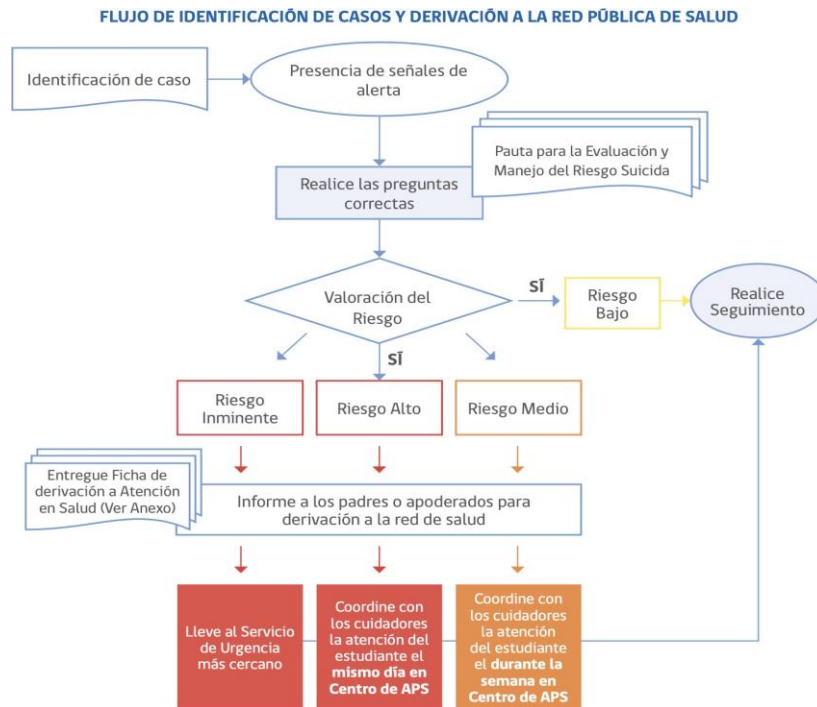 FLUJO DE IDENTIFICACIÓN DE CASOS Y DERIVACIÓN A LA RED PÚBLICA DE SALUD
Identificación de caso
Presencia de señales de
alerta
Pauta para la Evaluación y
Manejo del Riesgo Suicida
Realice las preguntas
correctas
Valoración del
Riesgo
SÍ
Riesgo
Bajo
Realice
Seguimiento
SÍ
Riesgo
Inminente
Riesgo Alto
Riesgo Medio
Entregue Ficha de
derivación a Atención
en Salud (Ver Anexo)
Informe a los padres o apoderados para
derivación a la red de salud
Lleve al Servicio
de Urgencia
más cercano
Coordine con
los cuidadores
la atención del
estudiante el
mismo día en
Centro de APS
Coordine con
los cuidadores
la atención
del estudiante
el durante la
semana en
Centro de APS